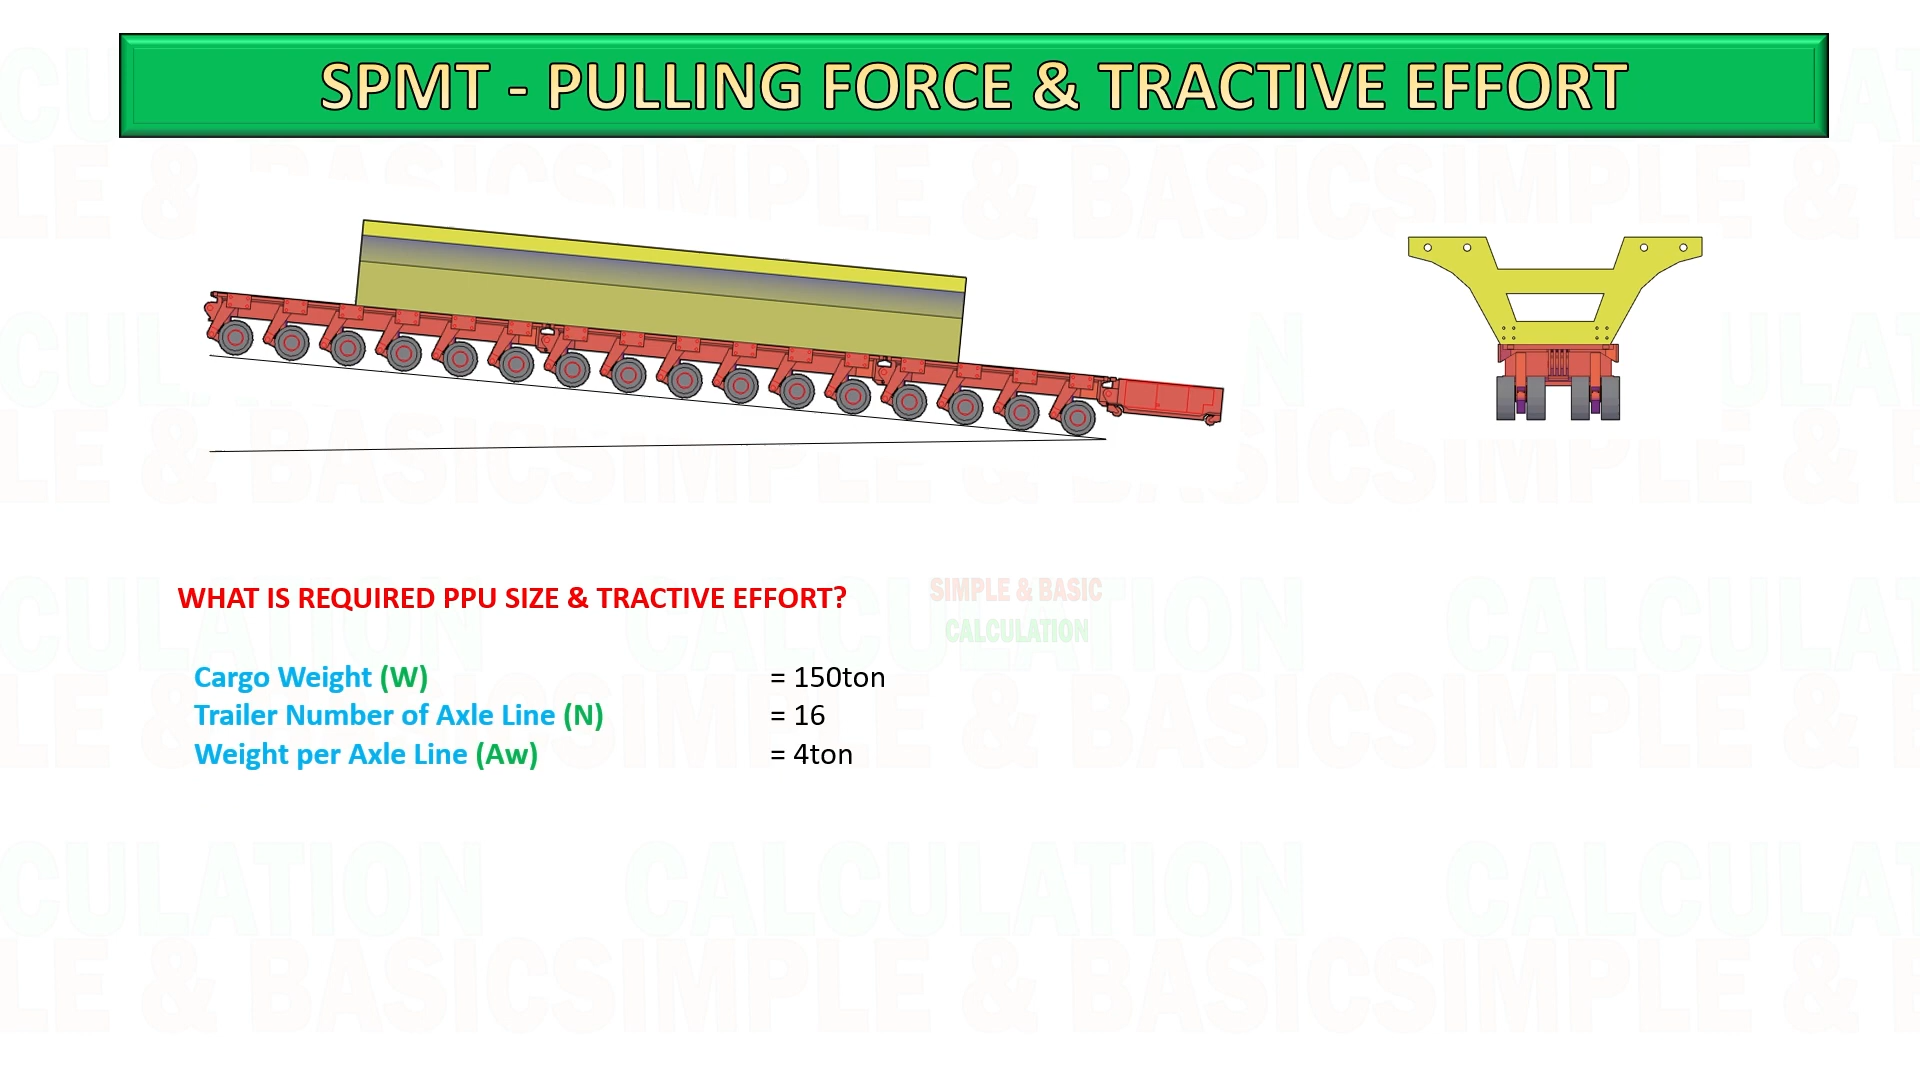 SPMT - PULLING FORCE & TRACTIVE EFFORT
WHAT IS REQUIRED PPU SIZE & TRACTIVE EFFORT?
SIMPLE & BASIC
CALCULATION
Cargo Weight (W) = 150ton
Trailer Number of Axle Line (N) = 16
Weight per Axle Line (Aw) = 4ton